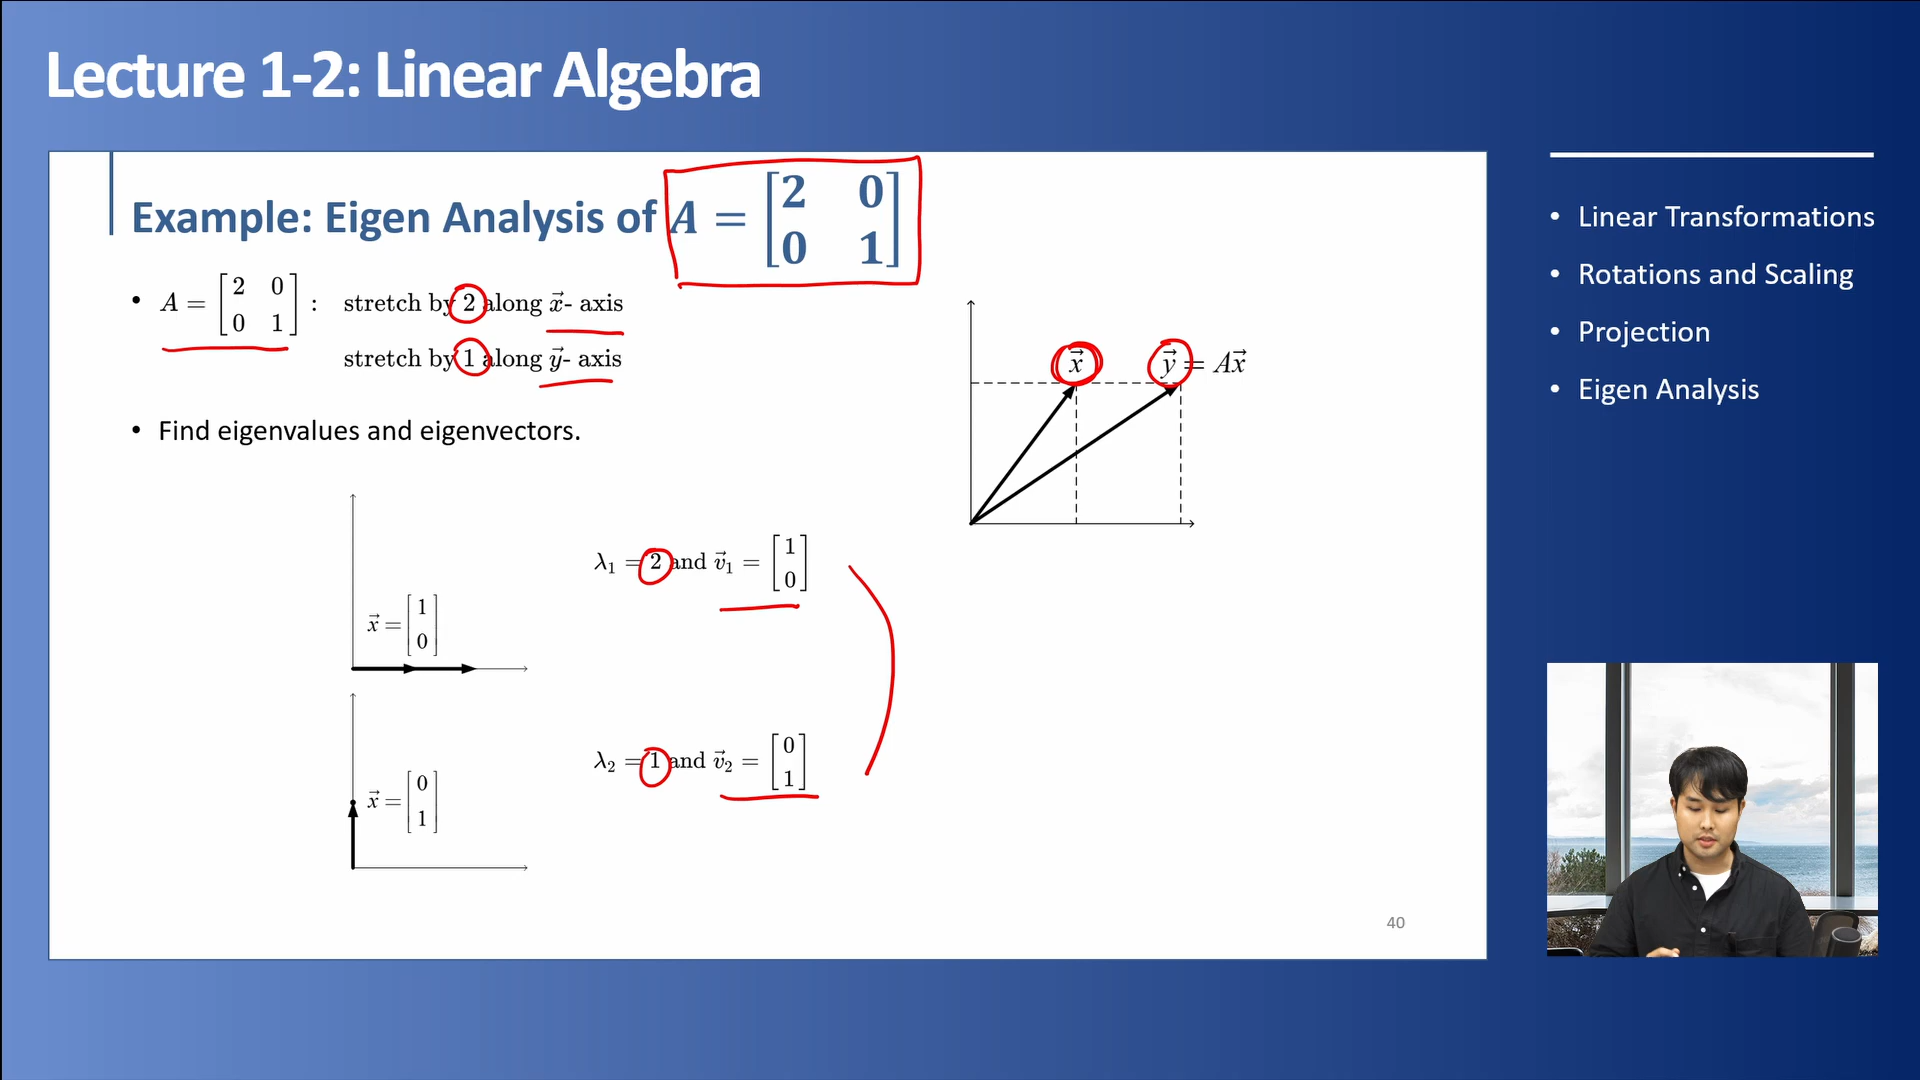 Lecture 1-2: Linear Algebra
Example: Eigen Analysis of A = [2 0
0 1]
• A = [2 0
0 1] : stretch by 2 along x⃗- axis
stretch by 1 along y⃗- axis
• Find eigenvalues and eigenvectors.
x⃗ y⃗ = Ax⃗
λ₁ = 2 and v⃗₁ = [1
0]
x⃗ = [1
0]
λ₂ = 1 and v⃗₂ = [0
1]
x⃗ = [0
1]
40
• Linear Transformations
• Rotations and Scaling
• Projection
• Eigen Analysis